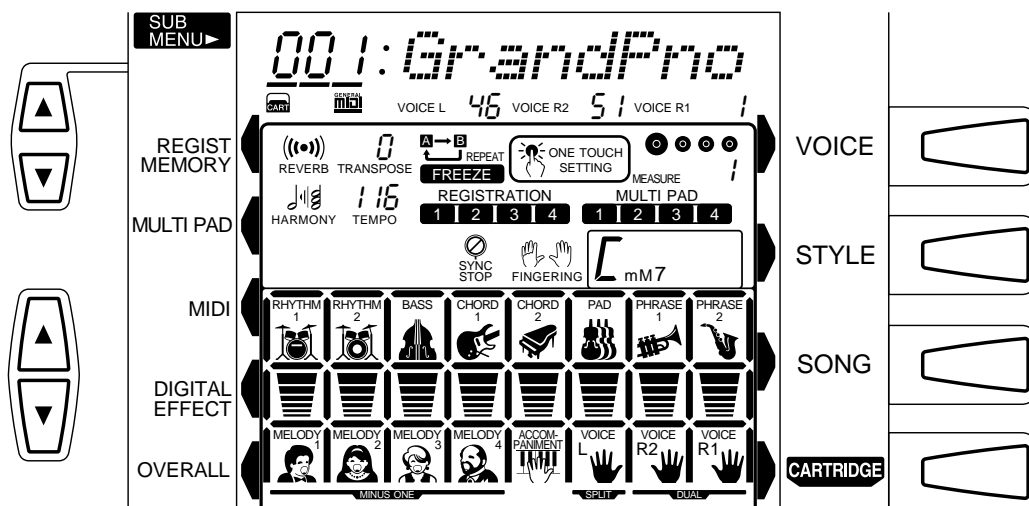 SUB
MENU►
001:GrandPno
CART
GENERAL
MIDI
VOICE L 46 VOICE R2 51 VOICE R1 1
REGIST
MEMORY
REVERB
0
TRANSPOSE
A→B
REPEAT
FREEZE
ONE TOUCH
SETTING
MEASURE 1
VOICE
MULTI PAD
HARMONY
116
TEMPO
REGISTRATION
1 2 3 4
MULTI PAD
1 2 3 4
SYNC
STOP
FINGERING
C mM7
STYLE
MIDI
RHYTHM
1
RHYTHM
2
BASS
CHORD
1
CHORD
2
PAD
PHRASE
1
PHRASE
2
SONG
DIGITAL
EFFECT
OVERALL
MELODY
1
MELODY
2
MELODY
3
MELODY
4
ACCOM-
PANIMENT
VOICE
L
VOICE
R2
VOICE
R1
MINUS ONE
SPLIT
DUAL
CARTRIDGE